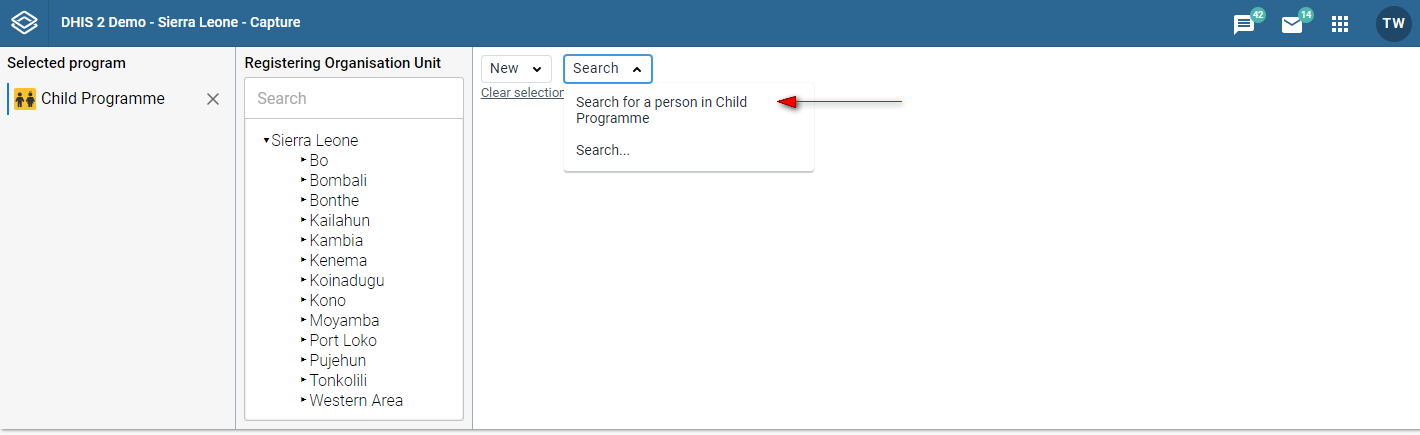 DHIS 2 Demo - Sierra Leone - Capture
42
14
TW
Selected program
Child Programme
Registering Organisation Unit
Search
Sierra Leone
Bo
Bombali
Bonthe
Kailahun
Kambia
Kenema
Koinadugu
Kono
Moyamba
Port Loko
Pujehun
Tonkolili
Western Area
New
Search
Clear selection
Search for a person in Child
Programme
Search...